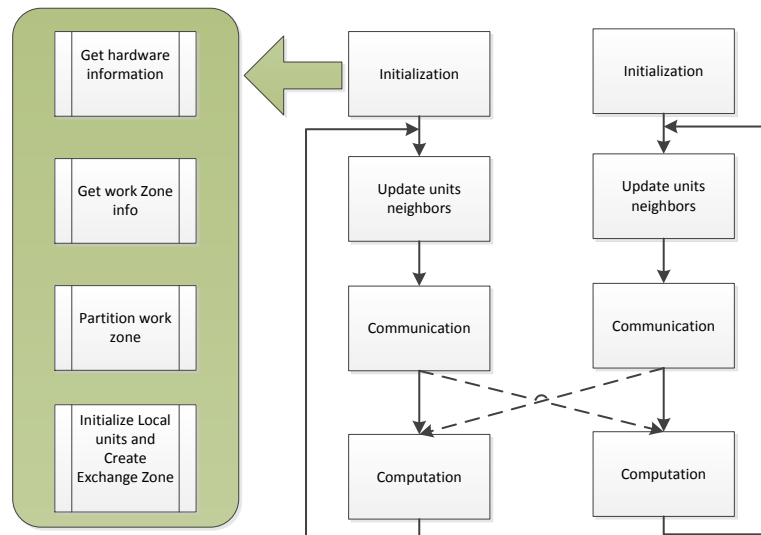 Get hardware
information
Get work Zone
info
Partition work
zone
Initialize Local
units and
Create
Exchange Zone
Initialization
Update units
neighbors
Communication
Computation
Initialization
Update units
neighbors
Communication
Computation